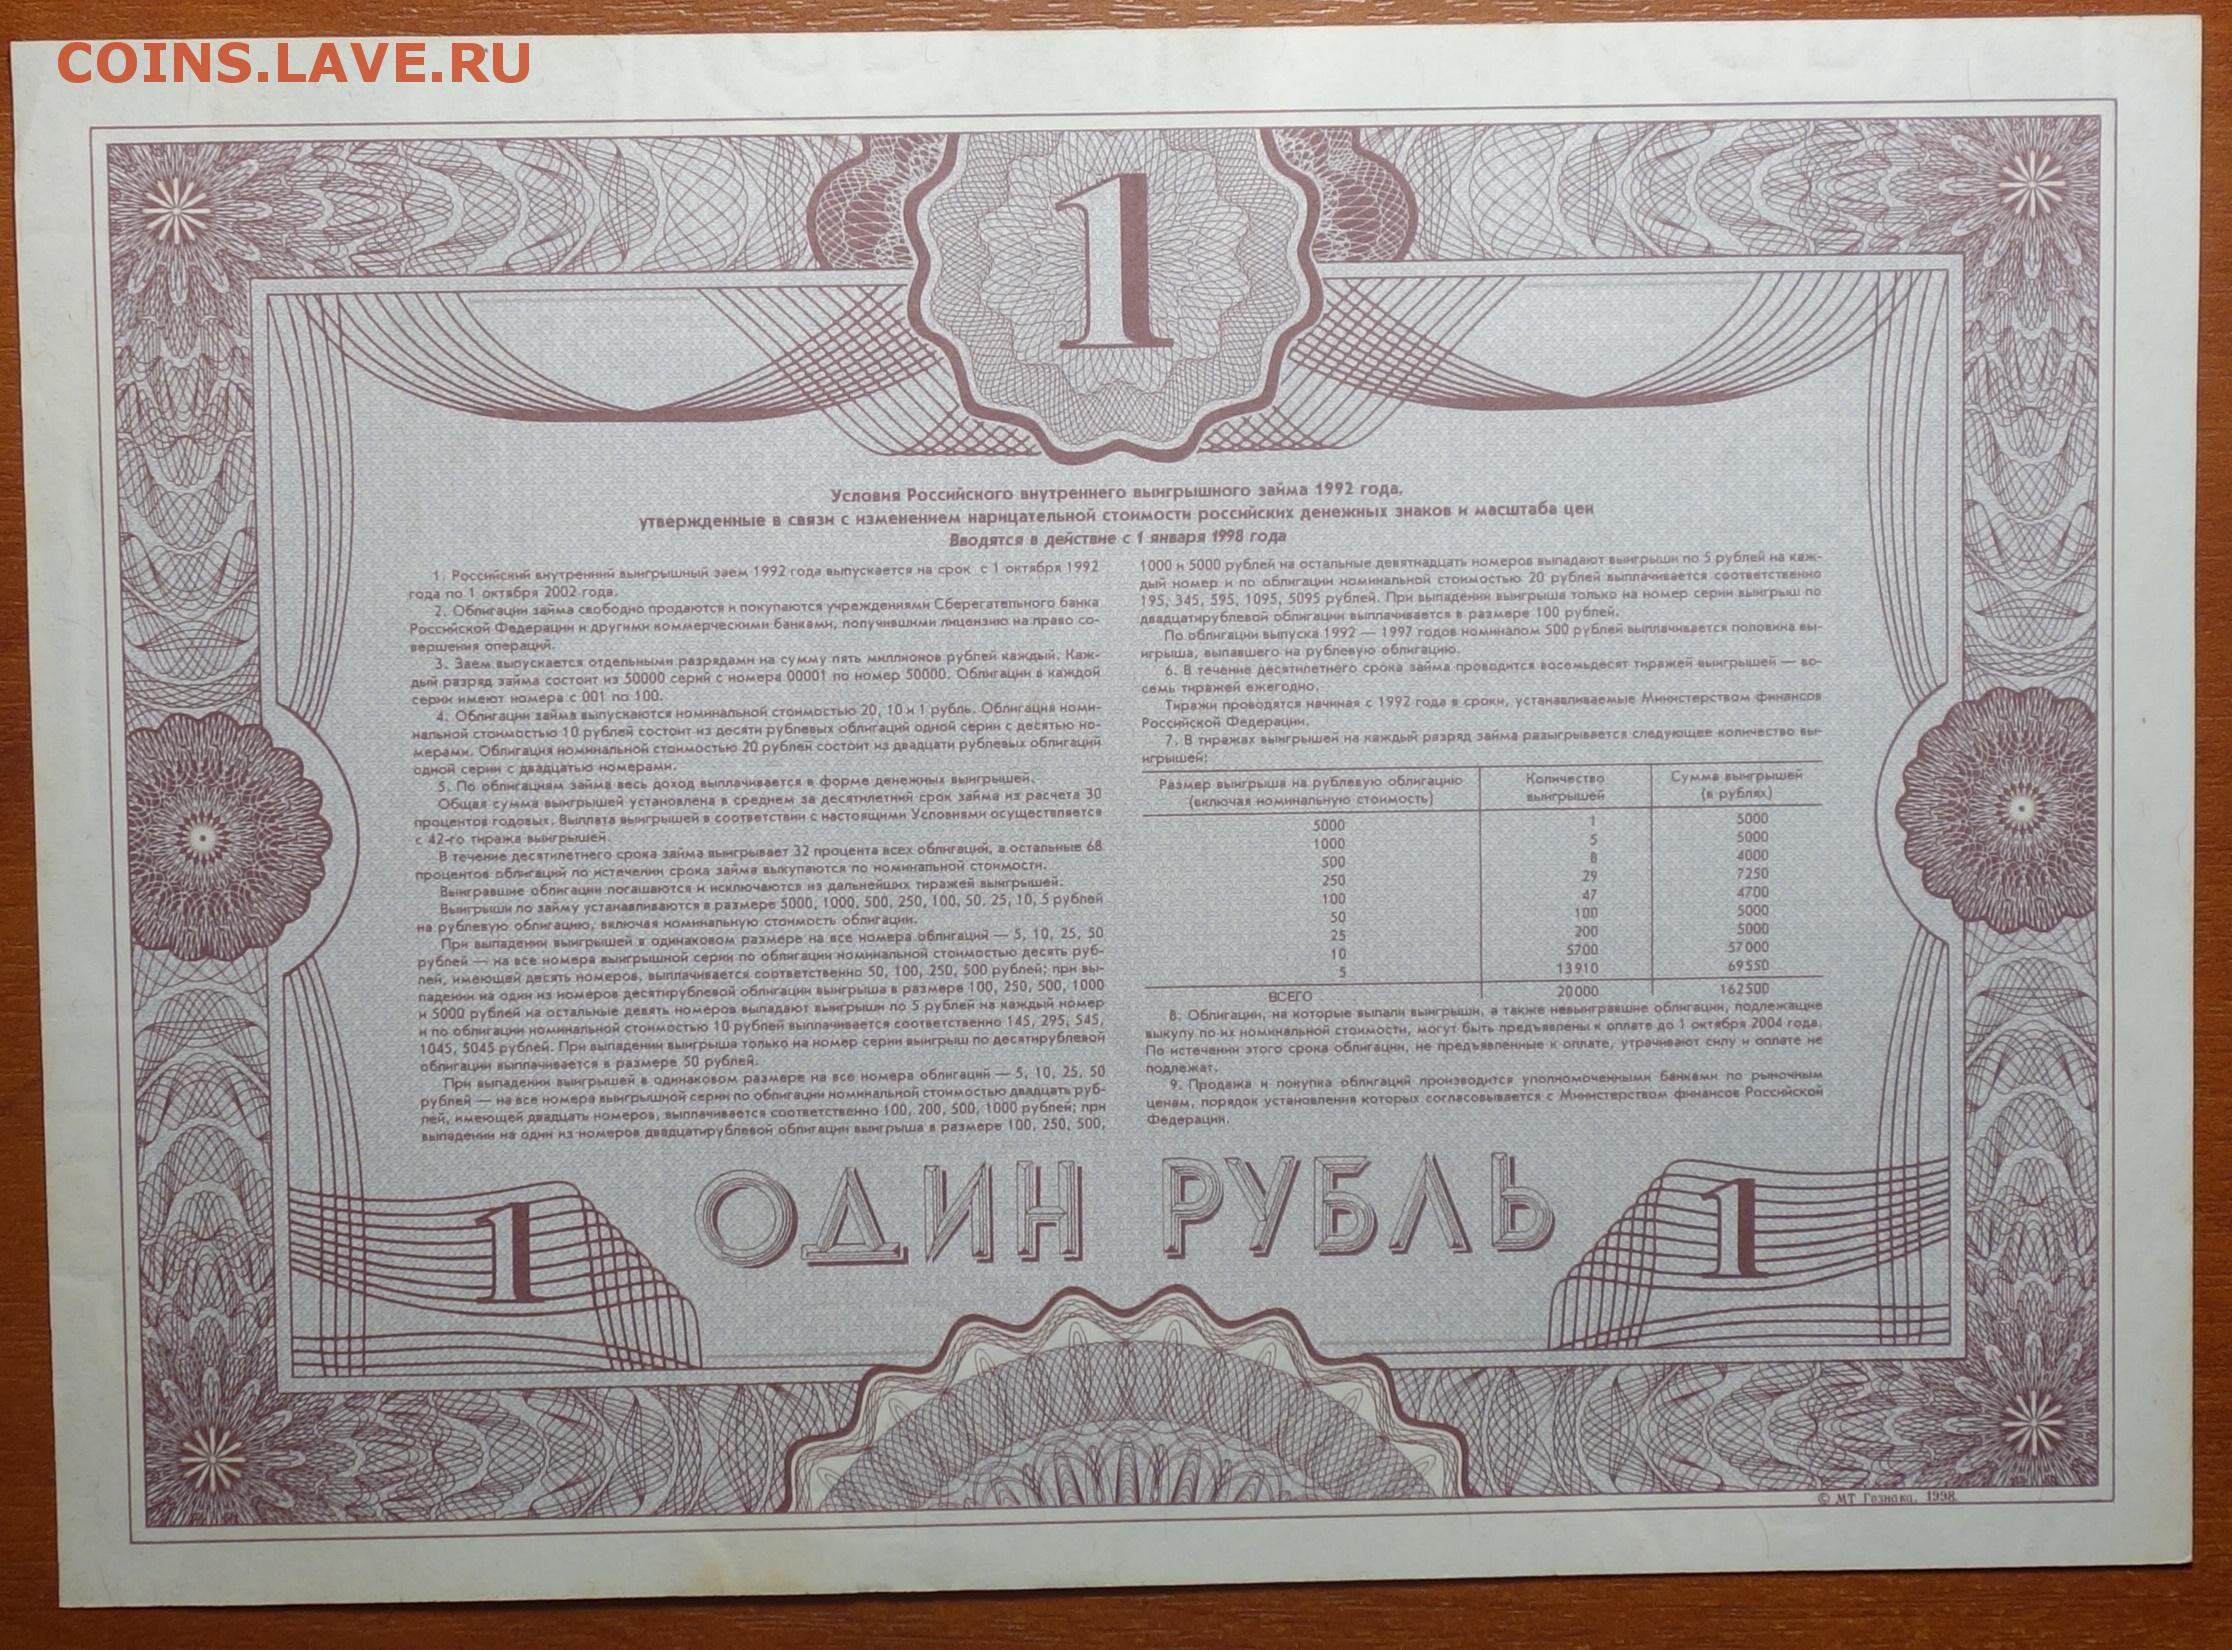 COINS.LAVE.RU
1
Условия Российского внутреннего выигрышного займа 1992 года,
утвержденные в связи с изменением нарицательной стоимости российских денежных знаков и масштаба цен
Вводятся в действие с 1 января 1998 года
1. Российский внутренний выигрышный заем 1992 года выпускается на срок с 1 октября 1992
года по 1 октября 2002 года.
2. Облигации займа свободно продаются и покупаются учреждениями Сберегательного банка
Российской Федерации и другими коммерческими банками, получившими лицензию на право со-
вершения операций.
3. Заем выпускается отдельными разрядами на сумму пять миллионов рублей каждый. Каж-
дый разряд займа состоит из 50000 серий с номера 00001 по номер 50000. Облигации в каждой
серии имеют номера с 001 по 100.
4. Облигации займа выпускаются номинальной стоимостью 20, 10 и 1 рубль. Облигация номи-
нальной стоимостью 10 рублей состоит из десяти рублевых облигаций одной серии с десятью но-
мерами. Облигация номинальной стоимостью 20 рублей состоит из двадцати рублевых облигаций
одной серии с двадцатью номерами.
5. По облигациям займа весь доход выплачивается в форме денежных выигрышей.
Общая сумма выигрышей установлена в среднем за десятилетний срок займа из расчета 30
процентов годовых. Выплата выигрышей в соответствии с настоящими Условиями осуществляется
с 42-го тиража выигрышей.
В течение десятилетнего срока займа выигрывает 32 процента всех облигаций, а остальные 68
процентов облигаций по истечении срока займа выкупаются по номинальной стоимости.
Выигравшие облигации погашаются и исключаются из дальнейших тиражей выигрышей.
Выигрыши по займу устанавливаются в размере 5000, 1000, 500, 250, 100, 50, 25, 10, 5 рублей
на рублевую облигацию, включая номинальную стоимость облигации.
При выпадении выигрышей в одинаковом размере на все номера облигаций — 5, 10, 25, 50
рублей — на все номера выигрышной серии по облигации номинальной стоимостью десять руб-
лей, имеющей десять номеров, выплачивается соответственно 50, 100, 250, 500 рублей; при вы-
падении на один из номеров десятирублевой облигации выигрыша в размере 100, 250, 500, 1000
и 5000 рублей на остальные девять номеров выпадают выигрыши по 5 рублей на каждый номер
и по облигации номинальной стоимостью 10 рублей выплачивается соответственно 145, 295, 545,
1045, 5045 рублей. При выпадении выигрыша только на номер серии выигрыш по десятирублевой
облигации выплачивается в размере 50 рублей.
При выпадении выигрышей в одинаковом размере на все номера облигаций — 5, 10, 25, 50
рублей — на все номера выигрышной серии по облигации номинальной стоимостью двадцать руб-
лей, имеющей двадцать номеров, выплачивается соответственно 100, 200, 500, 1000 рублей; при
выпадении на один из номеров двадцатирублевой облигации выигрыша в размере 100, 250, 500,
1000 и 5000 рублей на остальные девятнадцать номеров выпадают выигрыши по 5 рублей на каж-
дый номер и по облигации номинальной стоимостью 20 рублей выплачивается соответственно
195, 345, 595, 1095, 5095 рублей. При выпадении выигрыша только на номер серии выигрыш по
двадцатирублевой облигации выплачивается в размере 100 рублей.
По облигации выпуска 1992 — 1997 годов номиналом 500 рублей выплачивается половина вы-
игрыша, выпавшего на рублевую облигацию.
6. В течение десятилетнего срока займа проводится восемьдесят тиражей выигрышей — во-
семь тиражей ежегодно.
Тиражи проводятся начиная с 1992 года в сроки, устанавливаемые Министерством финансов
Российской Федерации.
7. В тиражах выигрышей на каждый разряд займа разыгрывается следующее количество вы-
игрышей:
Размер выигрыша на рублевую облигацию Количество Сумма выигрышей
(включая номинальную стоимость) выигрышей (в рублях)
5000 1 5000
1000 5 5000
500 8 4000
250 29 7250
100 47 4700
50 100 5000
25 200 5000
10 5700 57000
5 13910 69550
ВСЕГО 20000 162500
8. Облигации, на которые выпали выигрыши, а также невыигравшие облигации, подлежащие
выкупу по их номинальной стоимости, могут быть предъявлены к оплате до 1 октября 2004 года.
По истечении этого срока облигации, не предъявленные к оплате, утрачивают силу и оплате не
подлежат.
9. Продажа и покупка облигаций производится уполномоченными банками по рыночным
ценам, порядок установления которых согласовывается с Министерством финансов Российской
Федерации.
1 ОДИН РУБЛЬ 1
© МТ Гознака. 1998.